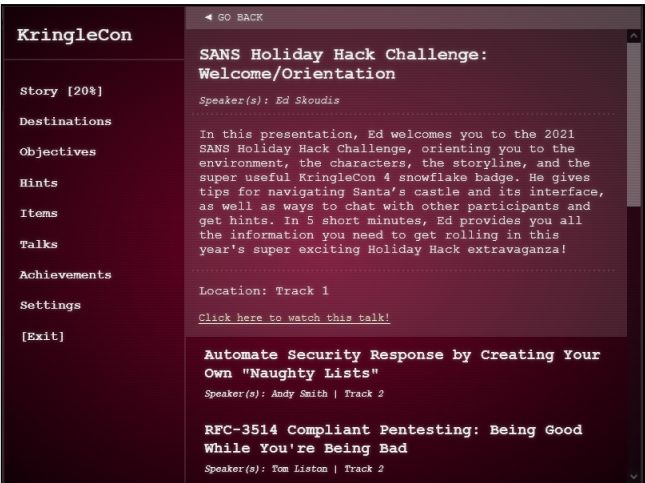 KringleCon
Story [20%]
Destinations
Objectives
Hints
Items
Talks
Achievements
Settings
[Exit]
◄ GO BACK
SANS Holiday Hack Challenge:
Welcome/Orientation
Speaker(s): Ed Skoudis
In this presentation, Ed welcomes you to the 2021
SANS Holiday Hack Challenge, orienting you to the
environment, the characters, the storyline, and the
super useful KringleCon 4 snowflake badge. He gives
tips for navigating Santa’s castle and its interface,
as well as ways to chat with other participants and
get hints. In 5 short minutes, Ed provides you all
the information you need to get rolling in this
year's super exciting Holiday Hack extravaganza!
Location: Track 1
Click here to watch this talk!
Automate Security Response by Creating Your
Own "Naughty Lists"
Speaker(s): Andy Smith | Track 2
RFC-3514 Compliant Pentesting: Being Good
While You're Being Bad
Speaker(s): Tom Liston | Track 2